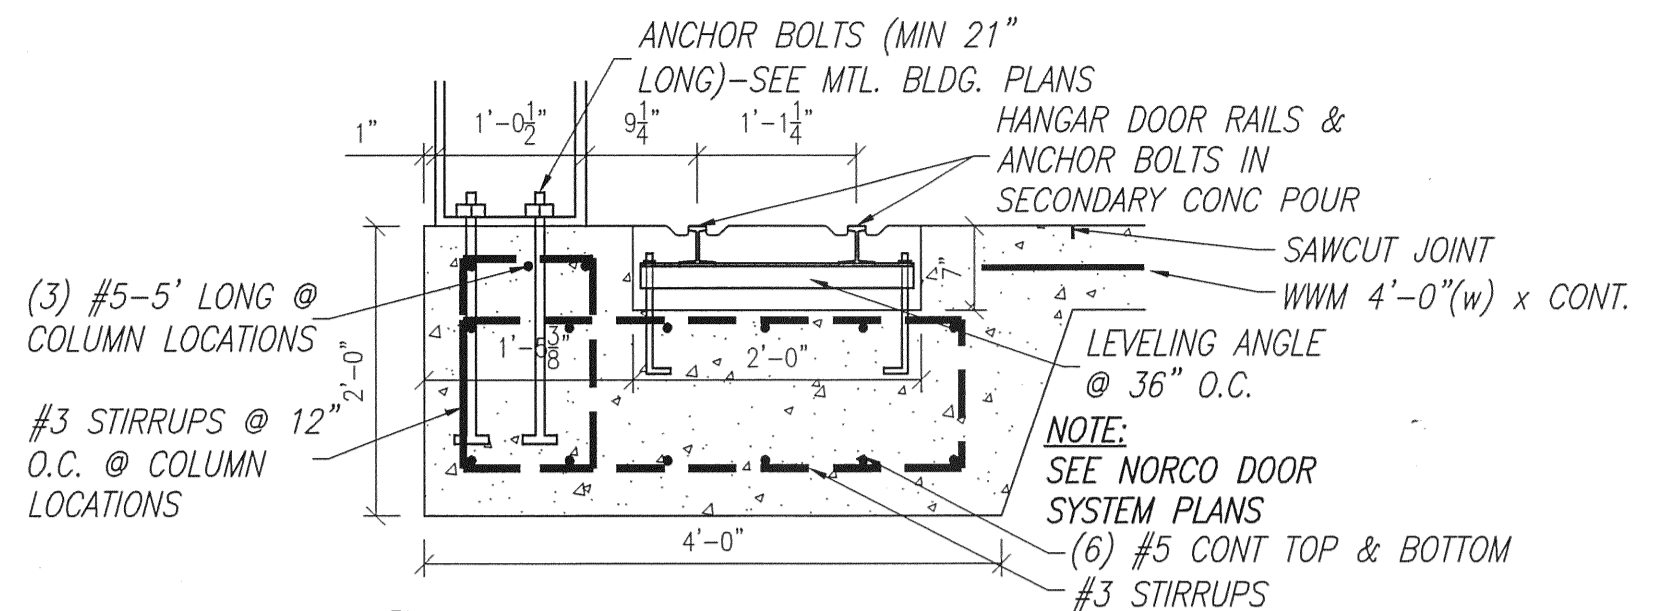 ANCHOR BOLTS (MIN 21"
LONG)-SEE MTL. BLDG. PLANS
1"
1'-0 1/2"
9 1/4"
1'-1 1/4"
HANGAR DOOR RAILS &
ANCHOR BOLTS IN
SECONDARY CONC POUR
SAWCUT JOINT
WWM 4'-0"(w) x CONT.
7"
(3) #5-5' LONG @
COLUMN LOCATIONS
2'-0"
1'-5 3/8"
2'-0"
LEVELING ANGLE
@ 36" O.C.
#3 STIRRUPS @ 12"
O.C. @ COLUMN
LOCATIONS
NOTE:
SEE NORCO DOOR
SYSTEM PLANS
4'-0"
(6) #5 CONT TOP & BOTTOM
#3 STIRRUPS